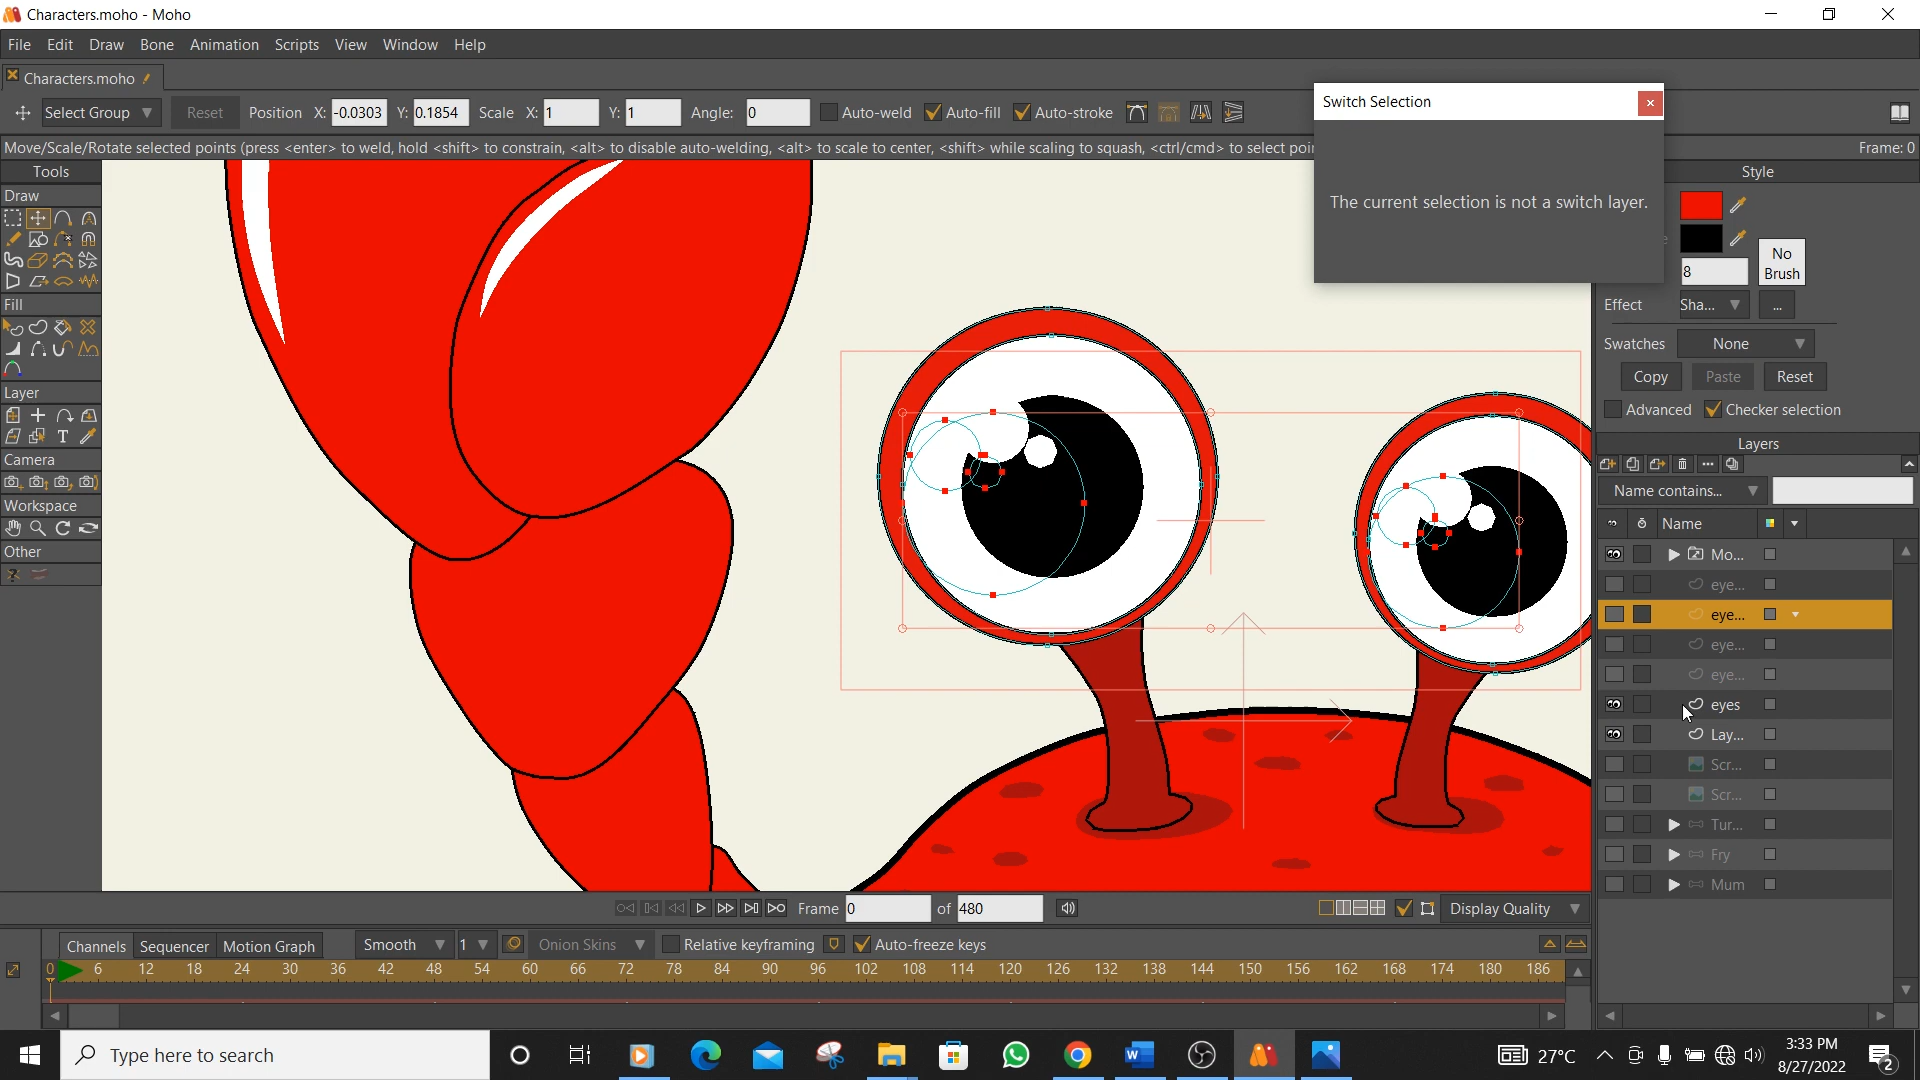 Characters.moho - Moho
File Edit Draw Bone Animation Scripts View Window Help
Characters.moho
Select Group Reset Position X: -0.0303 Y: 0.1854 Scale X: 1 Y: 1 Angle: 0 Auto-weld Auto-fill Auto-stroke
Move/Scale/Rotate selected points (press <enter> to weld, hold <shift> to constrain, <alt> to disable auto-welding, <alt> to scale to center, <shift> while scaling to squash, <ctrl/cmd> to select poin
Frame: 0
Switch Selection
The current selection is not a switch layer.
Tools
Draw
Fill
Layer
Camera
Workspace
Other
Style
8
No
Brush
Effect Sha... ...
Swatches None
Copy Paste Reset
Advanced Checker selection
Layers
Name contains...
Name
Mo...
eye...
eye...
eye...
eye...
eyes
Lay...
Scr...
Scr...
Tur...
Fry
Mum
Frame 0 of 480 Display Quality
Channels Sequencer Motion Graph Smooth 1 Onion Skins Relative keyframing Auto-freeze keys
0 6 12 18 24 30 36 42 48 54 60 66 72 78 84 90 96 102 108 114 120 126 132 138 144 150 156 162 168 174 180 186
Type here to search
27°C
3:33 PM
8/27/2022
2